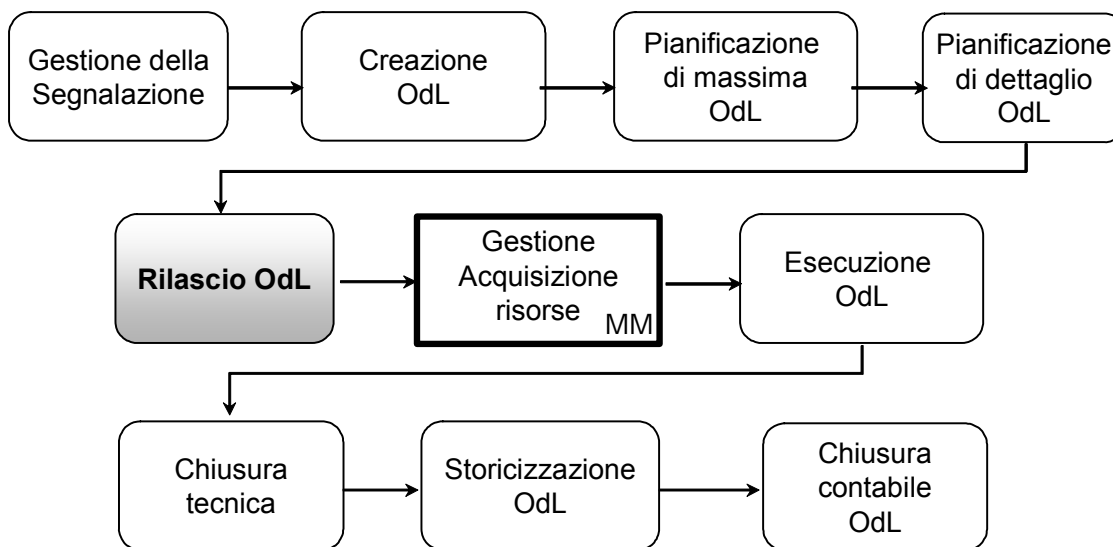 Gestione della
Segnalazione
Creazione
OdL
Pianificazione
di massima
OdL
Pianificazione
di dettaglio
OdL
Rilascio OdL
Gestione
Acquisizione
risorse
MM
Esecuzione
OdL
Chiusura
tecnica
Storicizzazione
OdL
Chiusura
contabile
OdL